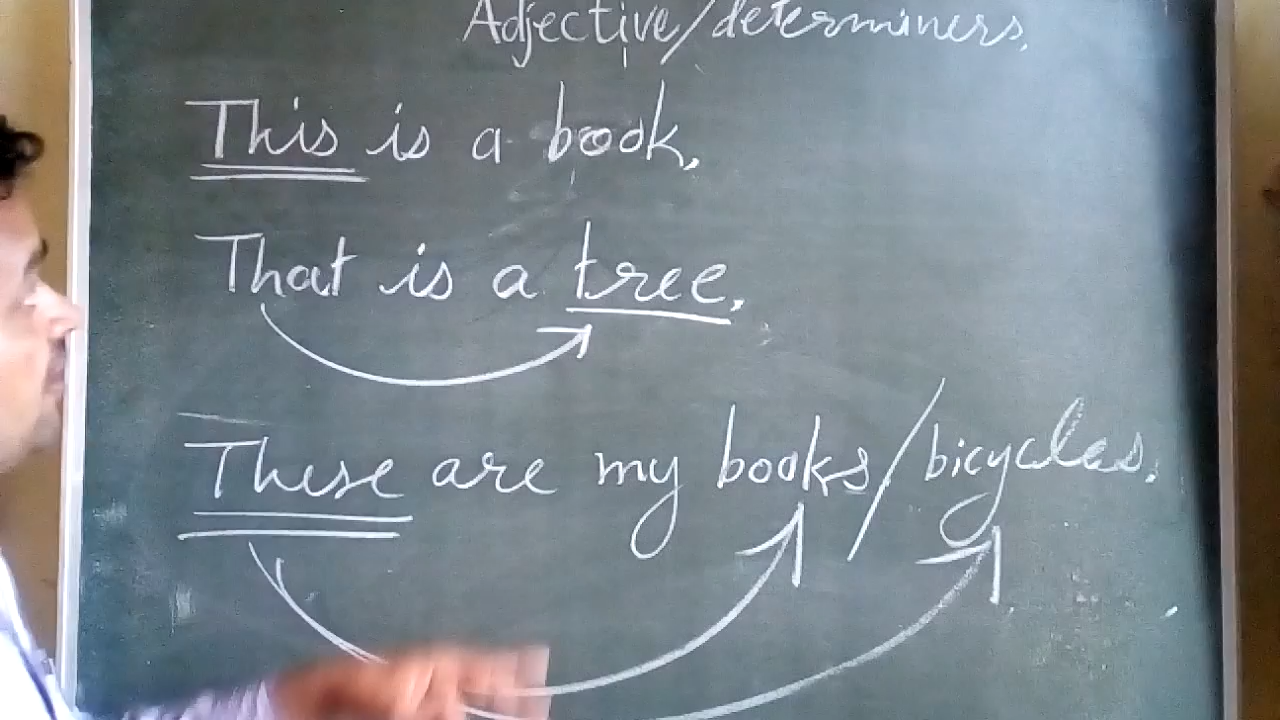 Adjective/determiners.
This is a book.
That is a tree.
These are my books/bicycles.